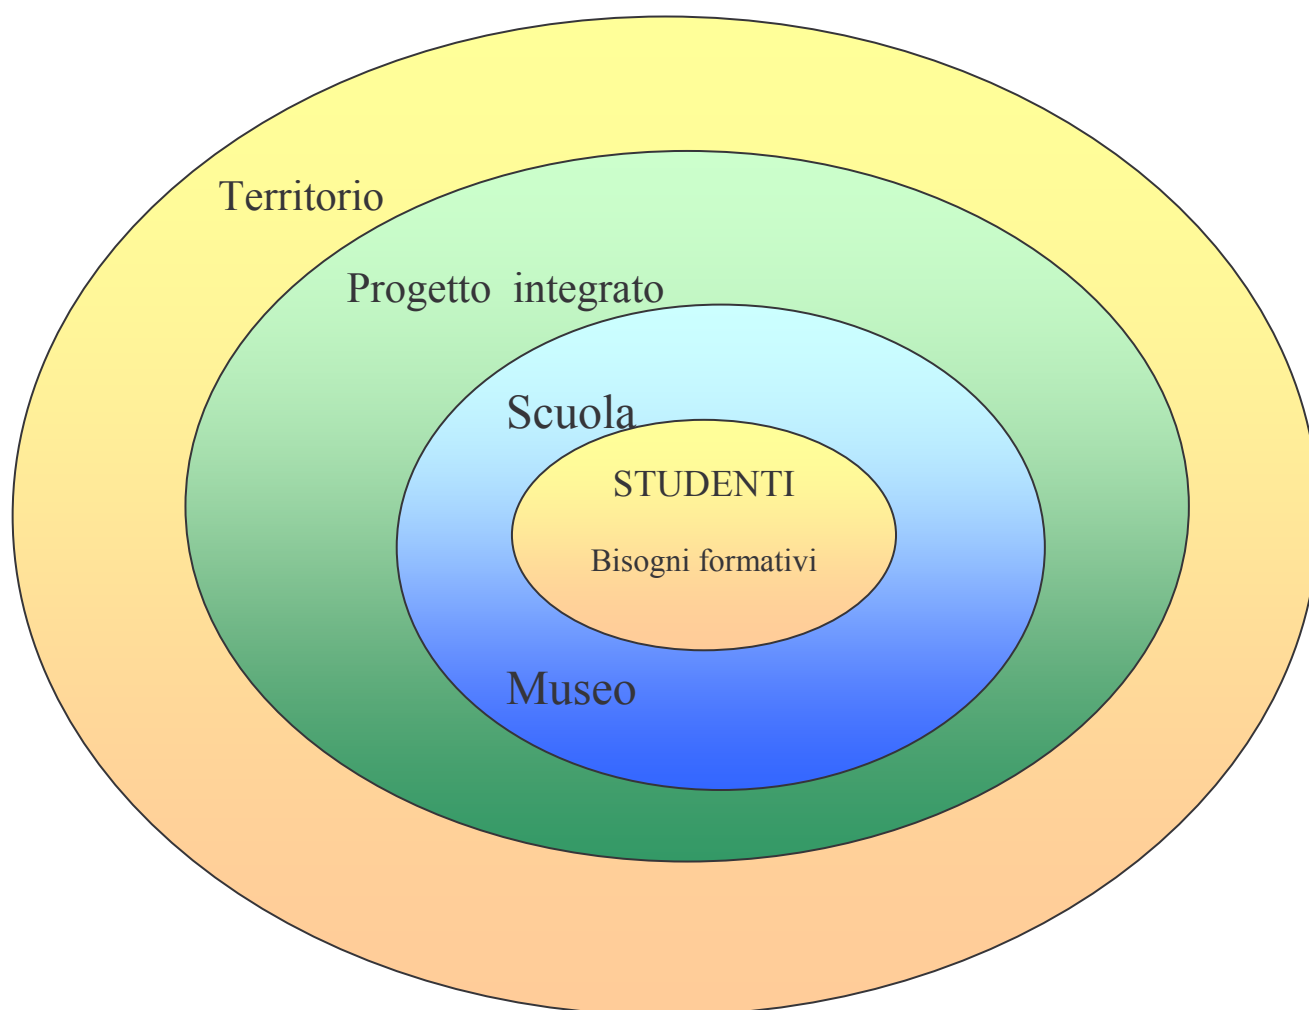 Territorio
Progetto integrato
Scuola
STUDENTI
Bisogni formativi
Museo